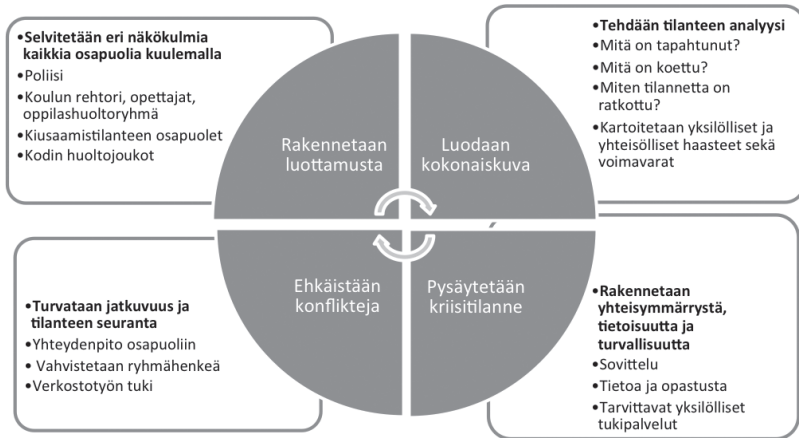 •Selvitetään eri näkökulmia
kaikkia osapuolia kuulemalla
•Poliisi
•Koulun rehtori, opettajat,
oppilashuoltoryhmä
•Kiusaamistilanteen osapuolet
•Kodin huoltojoukot
•Tehdään tilanteen analyysi
•Mitä on tapahtunut?
•Mitä on koettu?
•Miten tilannetta on
ratkottu?
•Kartoitetaan yksilölliset ja
yhteisölliset haasteet sekä
voimavarat
Rakennetaan
luottamusta
Luodaan
kokonaiskuva
Ehkäistään
konflikteja
Pysäytetään
kriisitilanne
•Turvataan jatkuvuus ja
tilanteen seuranta
•Yhteydenpito osapuoliin
• Vahvistetaan ryhmähenkeä
•Verkostotyön tuki
•Rakennetaan
yhteisymmärrystä,
tietoisuutta ja
turvallisuutta
•Sovittelu
•Tietoa ja opastusta
•Tarvittavat yksilölliset
tukipalvelut